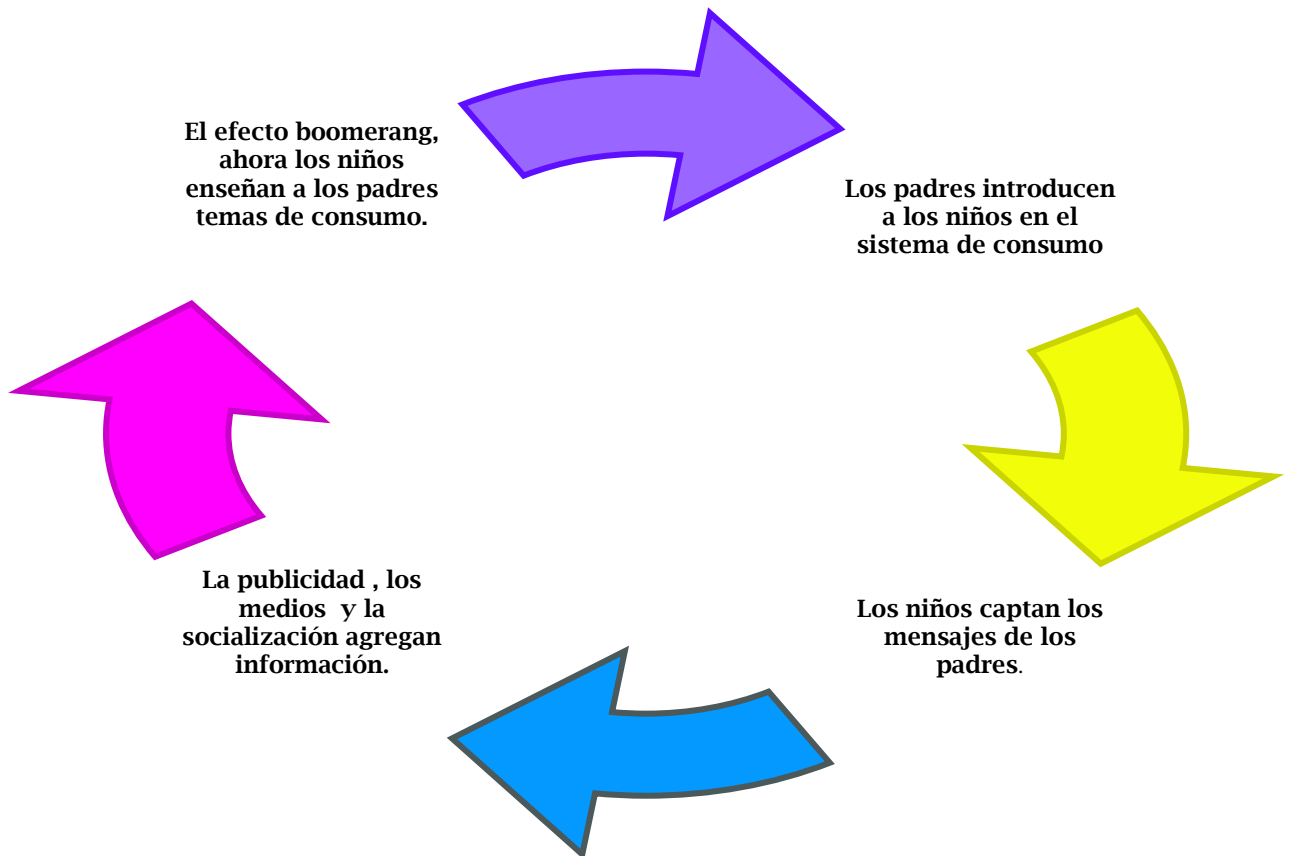 El efecto boomerang,
ahora los niños
enseñan a los padres
temas de consumo.
Los padres introducen
a los niños en el
sistema de consumo
Los niños captan los
mensajes de los
padres.
La publicidad , los
medios  y la
socialización agregan
información.